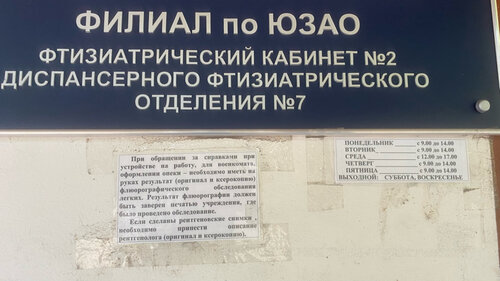 ФИЛИАЛ по ЮЗАО
ФТИЗИАТРИЧЕСКИЙ КАБИНЕТ №2
ДИСПАНСЕРНОГО ФТИЗИАТРИЧЕСКОГО
ОТДЕЛЕНИЯ №7
При обращении за справками при
устройстве на работу, для военкомата,
оформления опеки – необходимо иметь на
руках результат (оригинал и ксерокопию)
флюорографического обследования
легких. Результат флюорографии должен
быть заверен печатью учреждения, где
было проведено обследование.
Если сделаны рентгеновские снимки -
необходимо принести описание
рентгенолога (оригинал и ксерокопию).
ПОНЕДЕЛЬНИК с 9.00 до 14.00
ВТОРНИК с 9.00 до 14.00
СРЕДА с 12.00 до 17.00
ЧЕТВЕРГ с 9.00 до 14.00
ПЯТНИЦА с 9.00 до 14.00
ВЫХОДНОЙ: СУББОТА, ВОСКРЕСЕНЬЕ